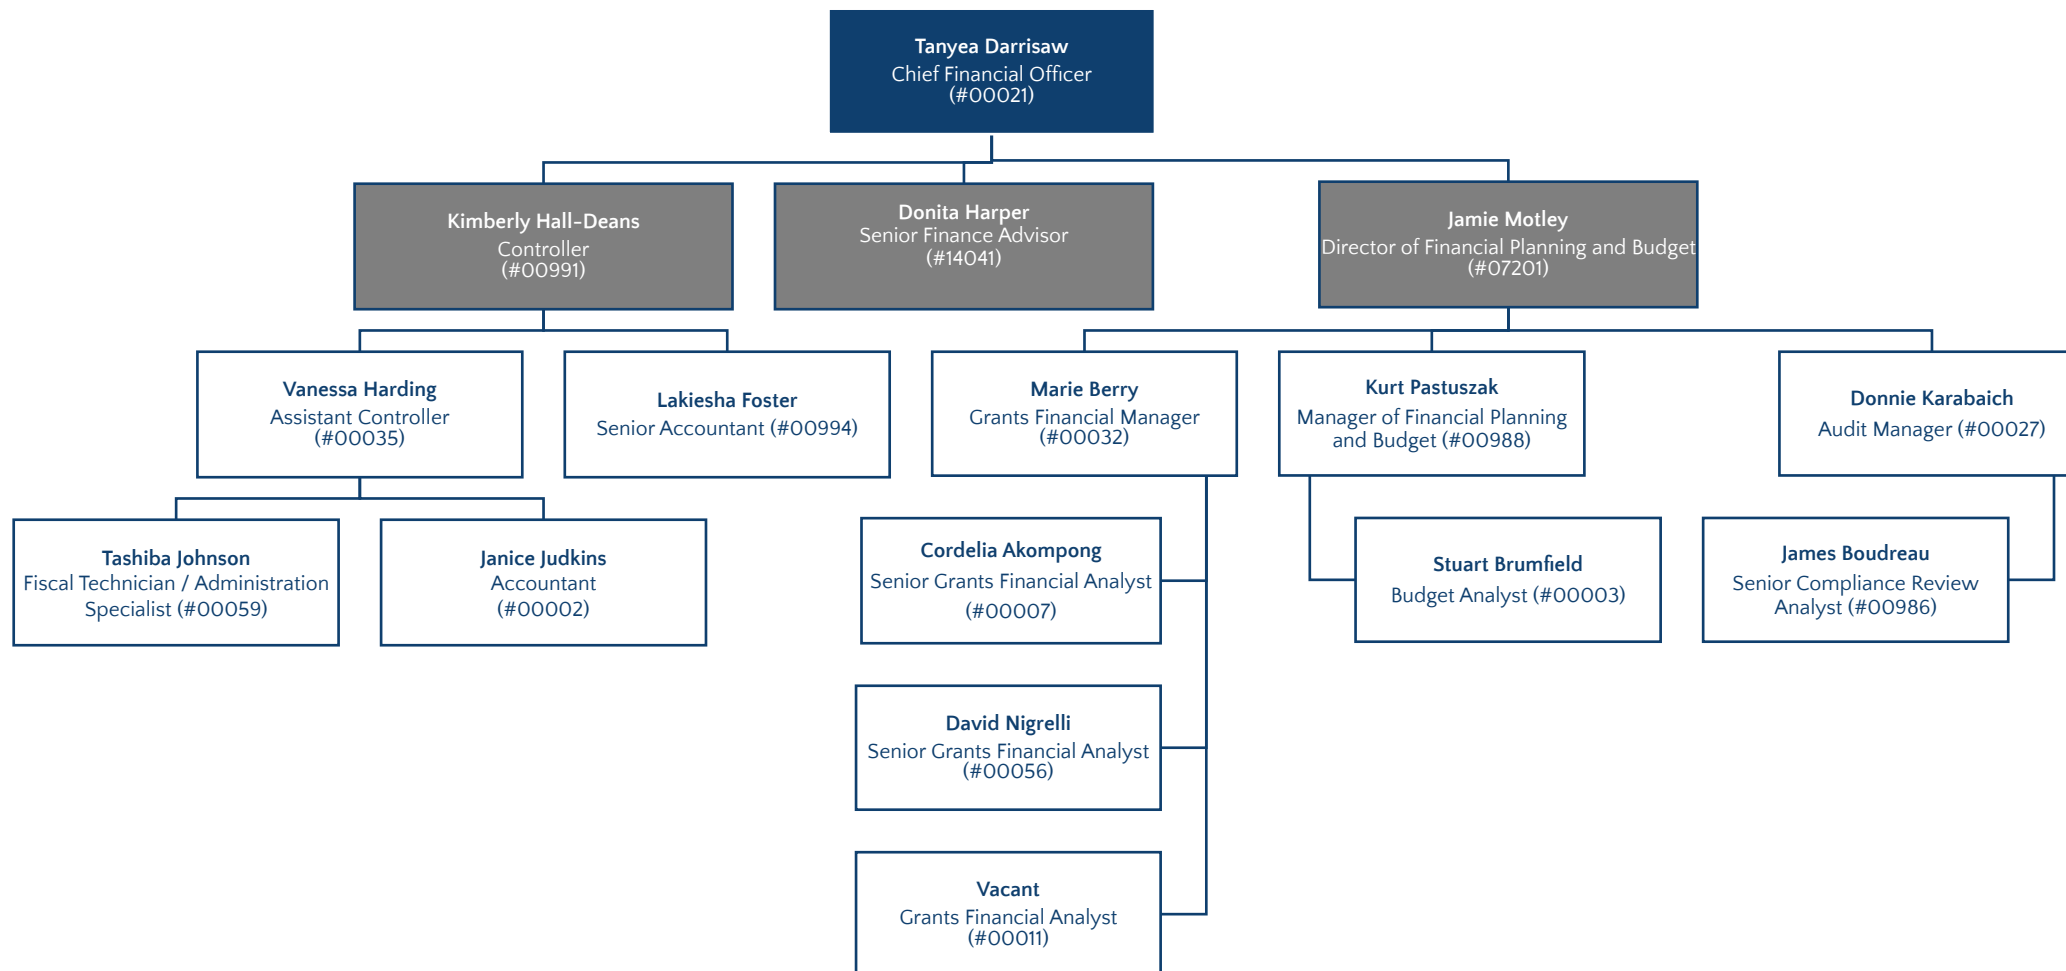 Tanyea Darrisaw
Chief Financial Officer
(#00021)
Kimberly Hall-Deans
Controller
(#00991)
Donita Harper
Senior Finance Advisor
(#14041)
Jamie Motley
Director of Financial Planning and Budget
(#07201)
Vanessa Harding
Assistant Controller
(#00035)
Lakiesha Foster
Senior Accountant (#00994)
Marie Berry
Grants Financial Manager
(#00032)
Kurt Pastuszak
Manager of Financial Planning
and Budget (#00988)
Donnie Karabaich
Audit Manager (#00027)
Tashiba Johnson
Fiscal Technician / Administration
Specialist (#00059)
Janice Judkins
Accountant
(#00002)
Cordelia Akompong
Senior Grants Financial Analyst
(#00007)
Stuart Brumfield
Budget Analyst (#00003)
James Boudreau
Senior Compliance Review
Analyst (#00986)
David Nigrelli
Senior Grants Financial Analyst
(#00056)
Vacant
Grants Financial Analyst
(#00011)